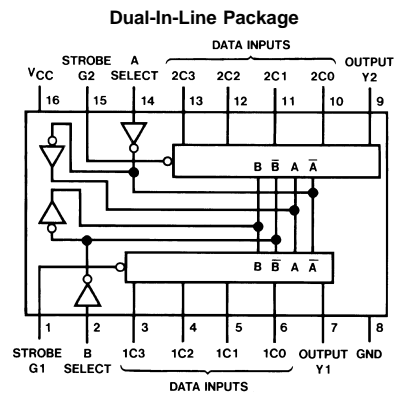 Dual-In-Line Package
DATA INPUTS
STROBE A OUTPUT
VCC G2 SELECT 2C3 2C2 2C1 2C0 Y2
16 15 14 13 12 11 10 9
B B̅ A A̅
B B̅ A A̅
1 2 3 4 5 6 7 8
STROBE B 1C3 1C2 1C1 1C0 OUTPUT GND
G1 SELECT Y1
DATA INPUTS